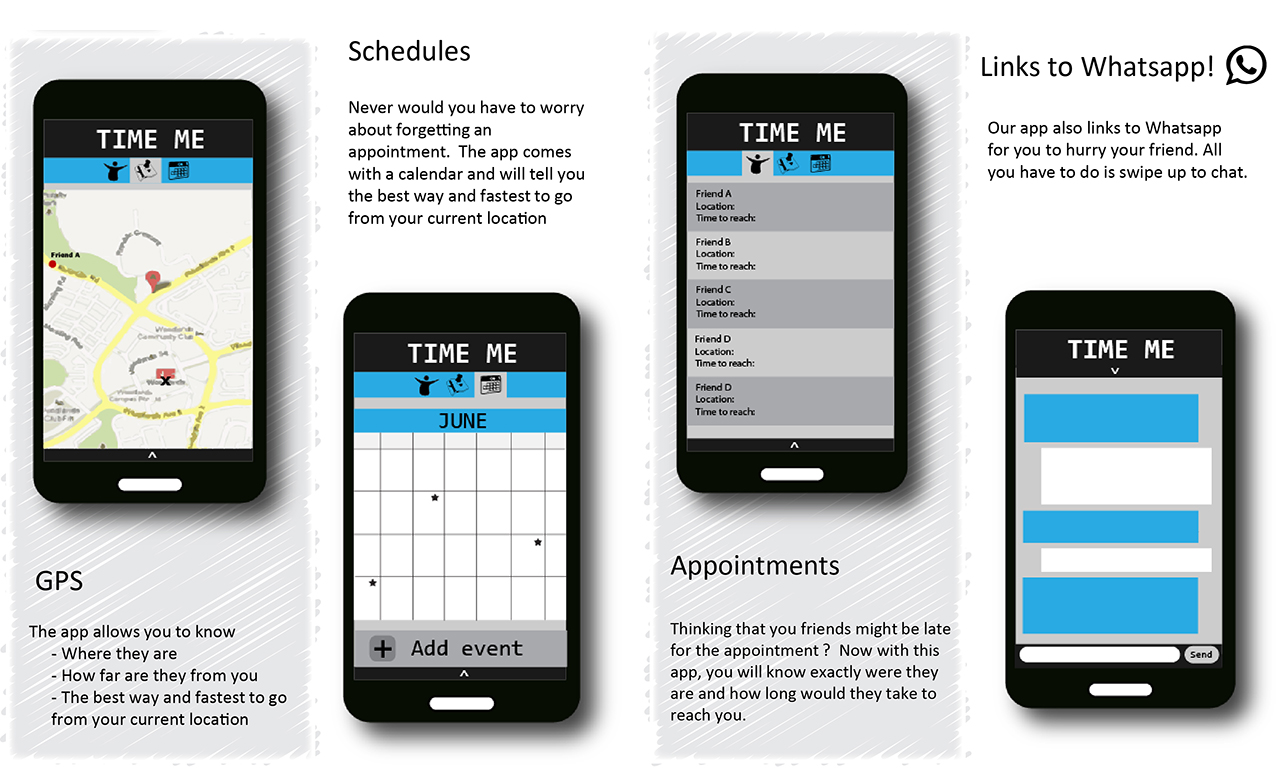 TIME ME
Friend A
Woodlands
^
GPS
The app allows you to know
- Where they are
- How far are they from you
- The best way and fastest to go
from your current location
Schedules
Never would you have to worry
about forgetting an
appointment.  The app comes
with a calendar and will tell you
the best way and fastest to go
from your current location
TIME ME
JUNE
+ Add event
^
TIME ME
Friend A
Location:
Time to reach:
Friend B
Location:
Time to reach:
Friend C
Location:
Time to reach:
Friend D
Location:
Time to reach:
Friend D
Location:
Time to reach:
^
Appointments
Thinking that you friends might be late
for the appointment ?  Now with this
app, you will know exactly were they
are and how long would they take to
reach you.
Links to Whatsapp!
Our app also links to Whatsapp
for you to hurry your friend. All
you have to do is swipe up to chat.
TIME ME
v
Send